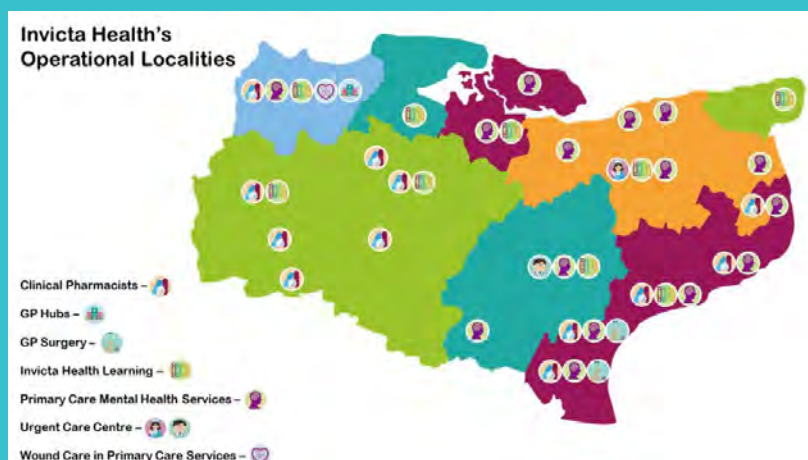 Invicta Health's
Operational Localities
Clinical Pharmacists –
GP Hubs –
GP Surgery –
Invicta Health Learning –
Primary Care Mental Health Services –
Urgent Care Centre –
Wound Care in Primary Care Services –